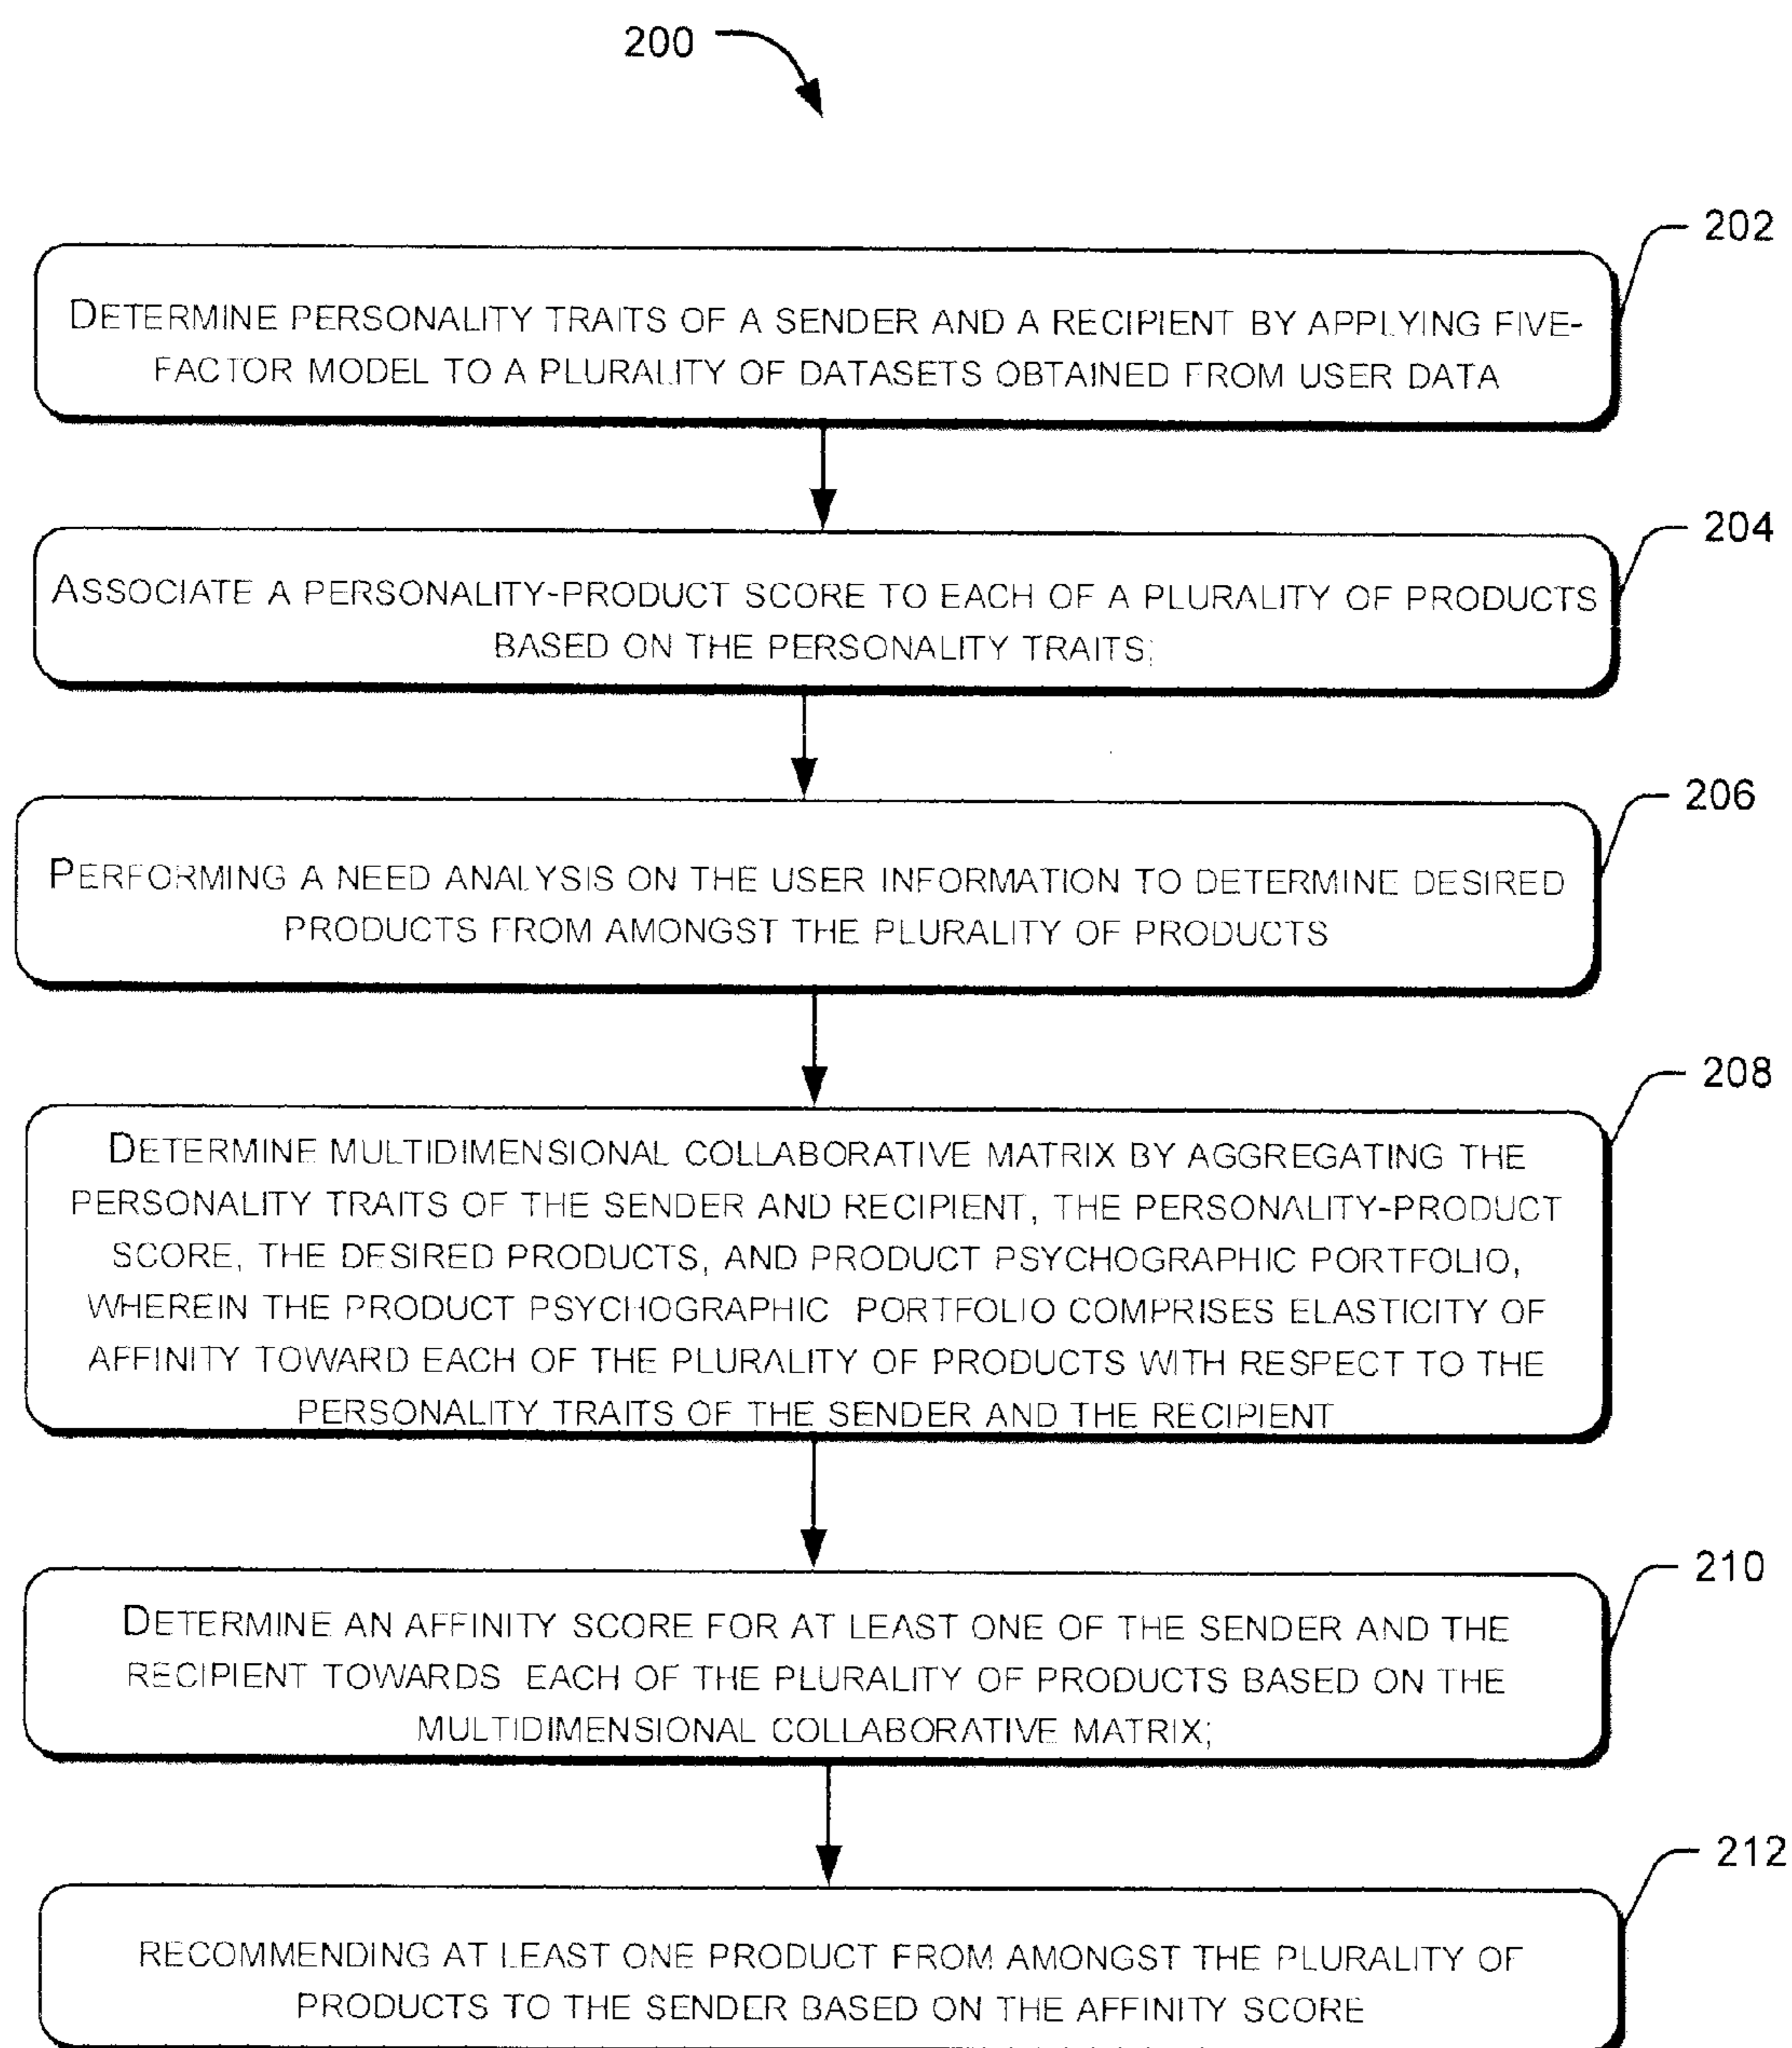 200
202
DETERMINE PERSONALITY TRAITS OF A SENDER AND A RECIPIENT BY APPLYING FIVE-
FACTOR MODEL TO A PLURALITY OF DATASETS OBTAINED FROM USER DATA
204
ASSOCIATE A PERSONALITY-PRODUCT SCORE TO EACH OF A PLURALITY OF PRODUCTS
BASED ON THE PERSONALITY TRAITS;
206
PERFORMING A NEED ANALYSIS ON THE USER INFORMATION TO DETERMINE DESIRED
PRODUCTS FROM AMONGST THE PLURALITY OF PRODUCTS
208
DETERMINE MULTIDIMENSIONAL COLLABORATIVE MATRIX BY AGGREGATING THE
PERSONALITY TRAITS OF THE SENDER AND RECIPIENT, THE PERSONALITY-PRODUCT
SCORE, THE DESIRED PRODUCTS, AND PRODUCT PSYCHOGRAPHIC PORTFOLIO,
WHEREIN THE PRODUCT PSYCHOGRAPHIC PORTFOLIO COMPRISES ELASTICITY OF
AFFINITY TOWARD EACH OF THE PLURALITY OF PRODUCTS WITH RESPECT TO THE
PERSONALITY TRAITS OF THE SENDER AND THE RECIPIENT
210
DETERMINE AN AFFINITY SCORE FOR AT LEAST ONE OF THE SENDER AND THE
RECIPIENT TOWARDS EACH OF THE PLURALITY OF PRODUCTS BASED ON THE
MULTIDIMENSIONAL COLLABORATIVE MATRIX;
212
RECOMMENDING AT LEAST ONE PRODUCT FROM AMONGST THE PLURALITY OF
PRODUCTS TO THE SENDER BASED ON THE AFFINITY SCORE